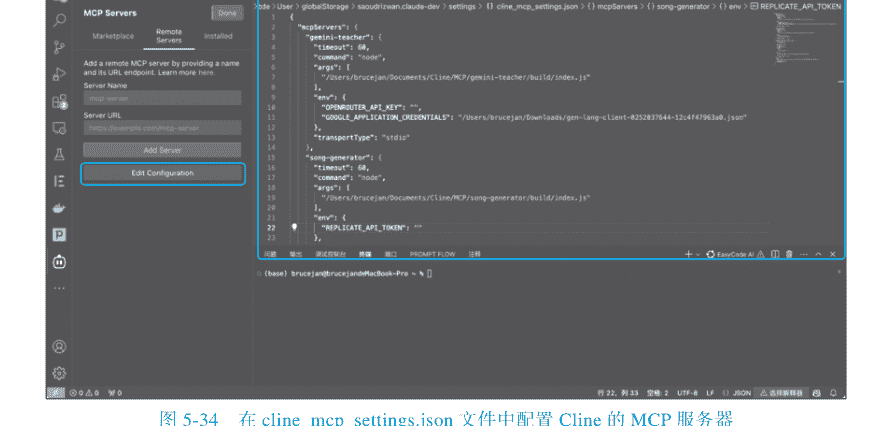 MCP Servers
Done
Marketplace
Remote Servers
Installed
Add a remote MCP server by providing a name
and its URL endpoint. Learn more here.
Server Name
mcp-server
Server URL
https://example.com/mcp-server
Add Server
Edit Configuration
User > globalStorage > saoudrizwan.claude-dev > settings > {} cline_mcp_settings.json > {} mcpServers > {} song-generator > {} env > REPLICATE_API_TOKEN
1 {
2 "mcpServers": {
3 "gemini-teacher": {
4 "timeout": 60,
5 "command": "node",
6 "args": [
7 "/Users/brucejan/Documents/Cline/MCP/gemini-teacher/build/index.js"
8 ],
9 "env": {
10 "OPENROUTER_API_KEY": "",
11 "GOOGLE_APPLICATION_CREDENTIALS": "/Users/brucejan/Downloads/gen-lang-client-0252037644-12c4f47963a0.json"
12 },
13 "transportType": "stdio"
14 },
15 "song-generator": {
16 "timeout": 60,
17 "command": "node",
18 "args": [
19 "/Users/brucejan/Documents/Cline/MCP/song-generator/build/index.js"
20 ],
21 "env": {
22 "REPLICATE_API_TOKEN": ""
23 },
问题 输出 调试控制台 终端 端口 PROMPT FLOW 注释
EasyCode AI
(base) brucejan@brucejandeMacBook-Pro ~ %
0 0 0
行 22, 列 33 空格: 2 UTF-8 LF {} JSON 选择解释器
图 5-34 在 cline_mcp_settings.json 文件中配置 Cline 的 MCP 服务器